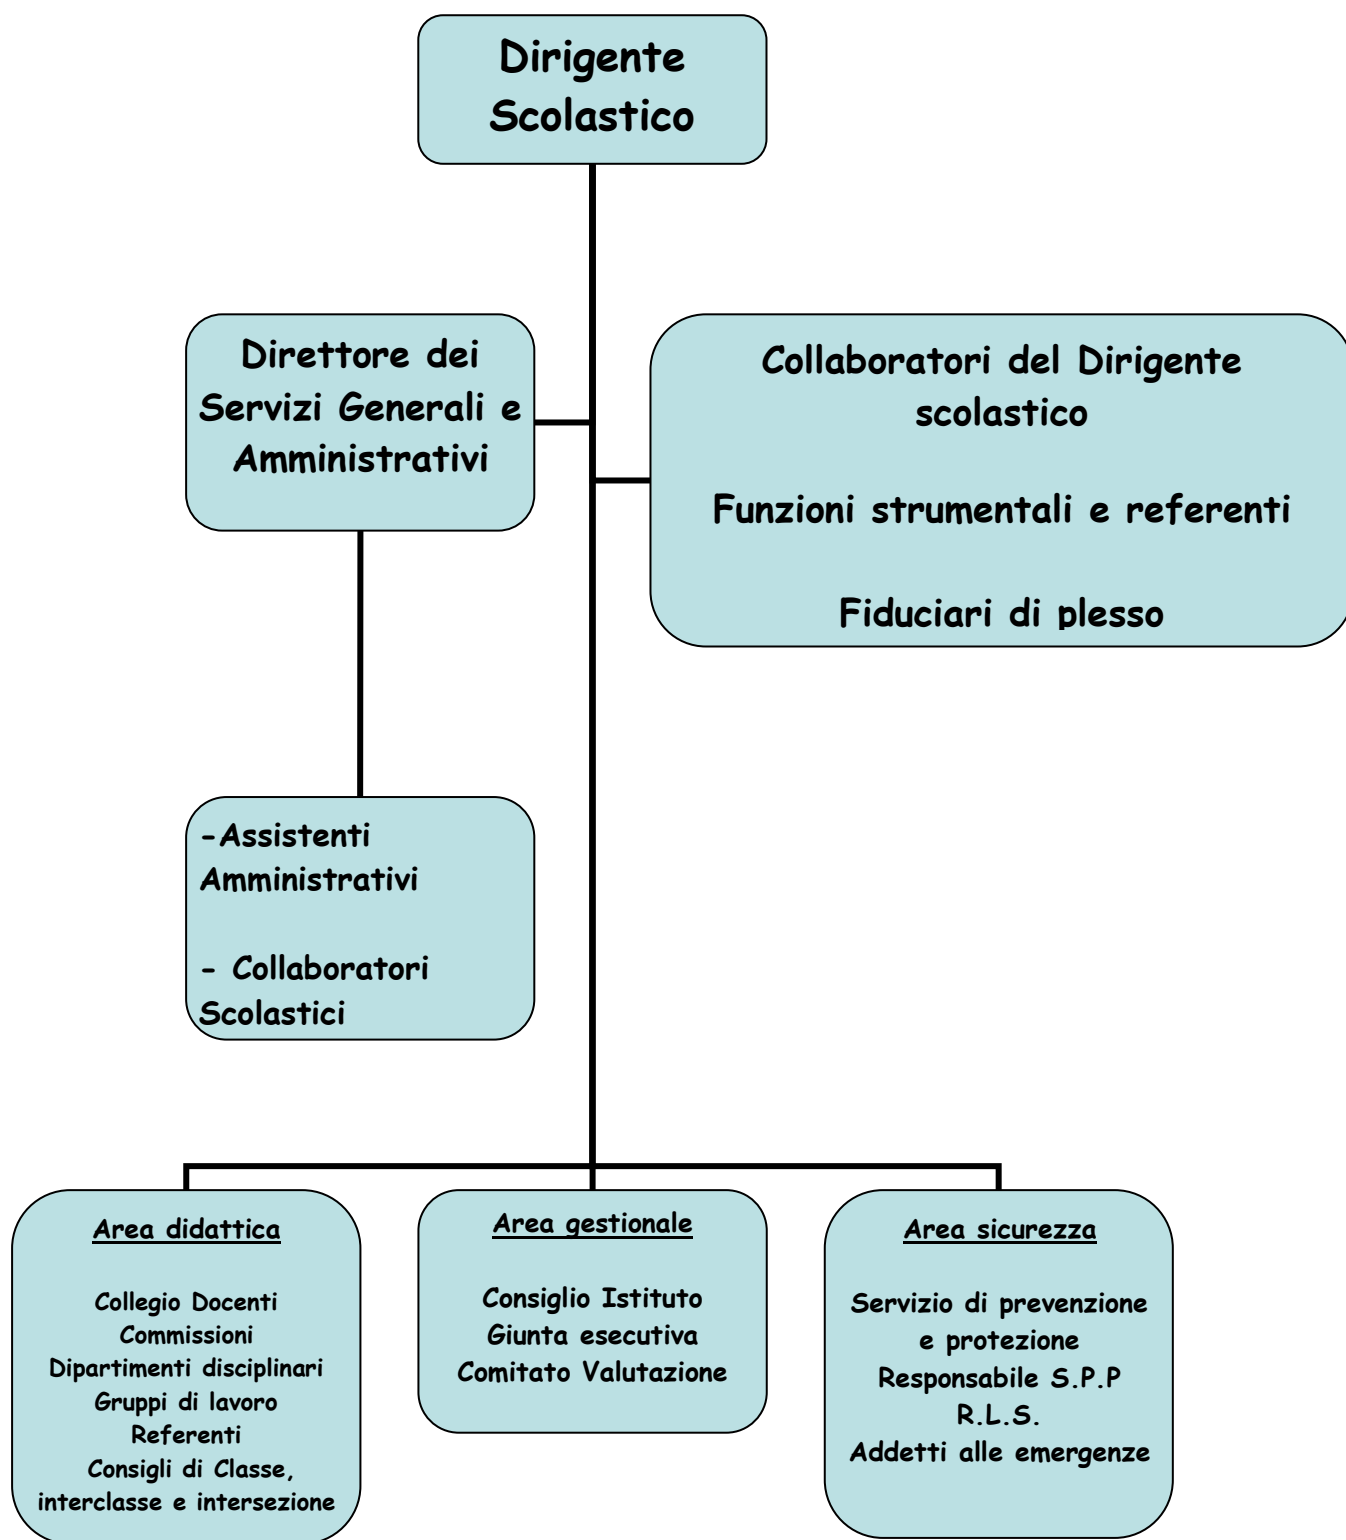 Dirigente
Scolastico
Direttore dei
Servizi Generali e
Amministrativi
Collaboratori del Dirigente
scolastico
Funzioni strumentali e referenti
Fiduciari di plesso
-Assistenti
Amministrativi
- Collaboratori
Scolastici
Area didattica
Collegio Docenti
Commissioni
Dipartimenti disciplinari
Gruppi di lavoro
Referenti
Consigli di Classe,
interclasse e intersezione
Area gestionale
Consiglio Istituto
Giunta esecutiva
Comitato Valutazione
Area sicurezza
Servizio di prevenzione
e protezione
Responsabile S.P.P
R.L.S.
Addetti alle emergenze